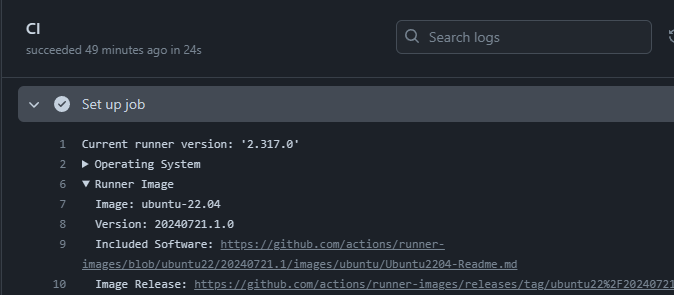 CI
succeeded 49 minutes ago in 24s
Search logs
Set up job
1 Current runner version: '2.317.0'
2 Operating System
6 Runner Image
7 Image: ubuntu-22.04
8 Version: 20240721.1.0
9 Included Software: https://github.com/actions/runner-
images/blob/ubuntu22/20240721.1/images/ubuntu/Ubuntu2204-Readme.md
10 Image Release: https://github.com/actions/runner-images/releases/tag/ubuntu22%2F20240721